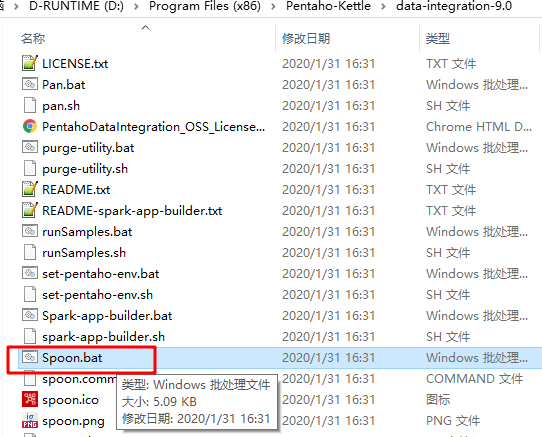 D-RUNTIME (D:) › Program Files (x86) › Pentaho-Kettle › data-integration-9.0
名称 修改日期 类型
LICENSE.txt 2020/1/31 16:31 TXT 文件
Pan.bat 2020/1/31 16:31 Windows 批处理...
pan.sh 2020/1/31 16:31 SH 文件
PentahoDataIntegration_OSS_License... 2020/1/31 16:31 Chrome HTML D...
purge-utility.bat 2020/1/31 16:31 Windows 批处理...
purge-utility.sh 2020/1/31 16:31 SH 文件
README.txt 2020/1/31 16:31 TXT 文件
README-spark-app-builder.txt 2020/1/31 16:31 TXT 文件
runSamples.bat 2020/1/31 16:31 Windows 批处理...
runSamples.sh 2020/1/31 16:31 SH 文件
set-pentaho-env.bat 2020/1/31 16:31 Windows 批处理...
set-pentaho-env.sh 2020/1/31 16:31 SH 文件
Spark-app-builder.bat 2020/1/31 16:31 Windows 批处理...
spark-app-builder.sh 2020/1/31 16:31 SH 文件
Spoon.bat 2020/1/31 16:31 Windows 批处理...
spoon.comm 2020/1/31 16:31 COMMAND 文件
类型: Windows 批处理文件
spoon.ico 2020/1/31 16:31 图标
大小: 5.09 KB
spoon.png 2020/1/31 16:31 PNG 文件
修改日期: 2020/1/31 16:31